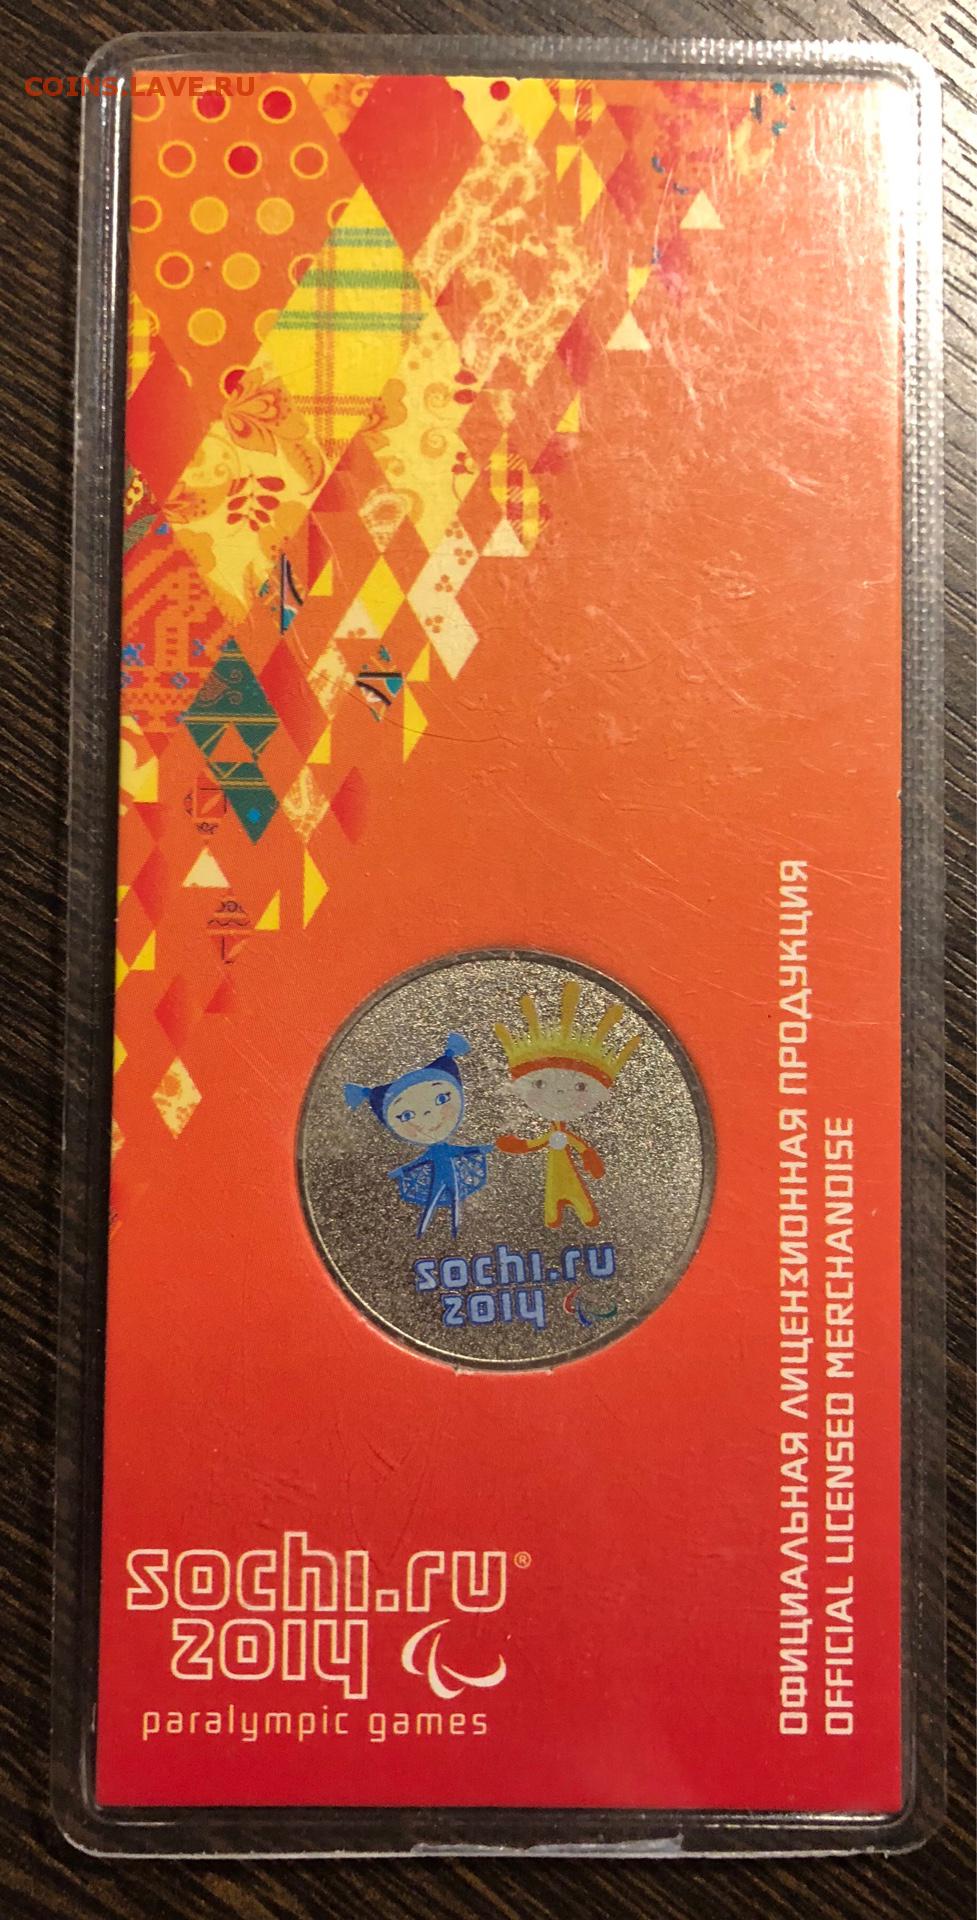 COINS.LAVE.RU
sochi.ru
2014
sochi.ru®
2014
paralympic games
ОФИЦИАЛЬНАЯ ЛИЦЕНЗИОННАЯ ПРОДУКЦИЯ
OFFICIAL LICENSED MERCHANDISE